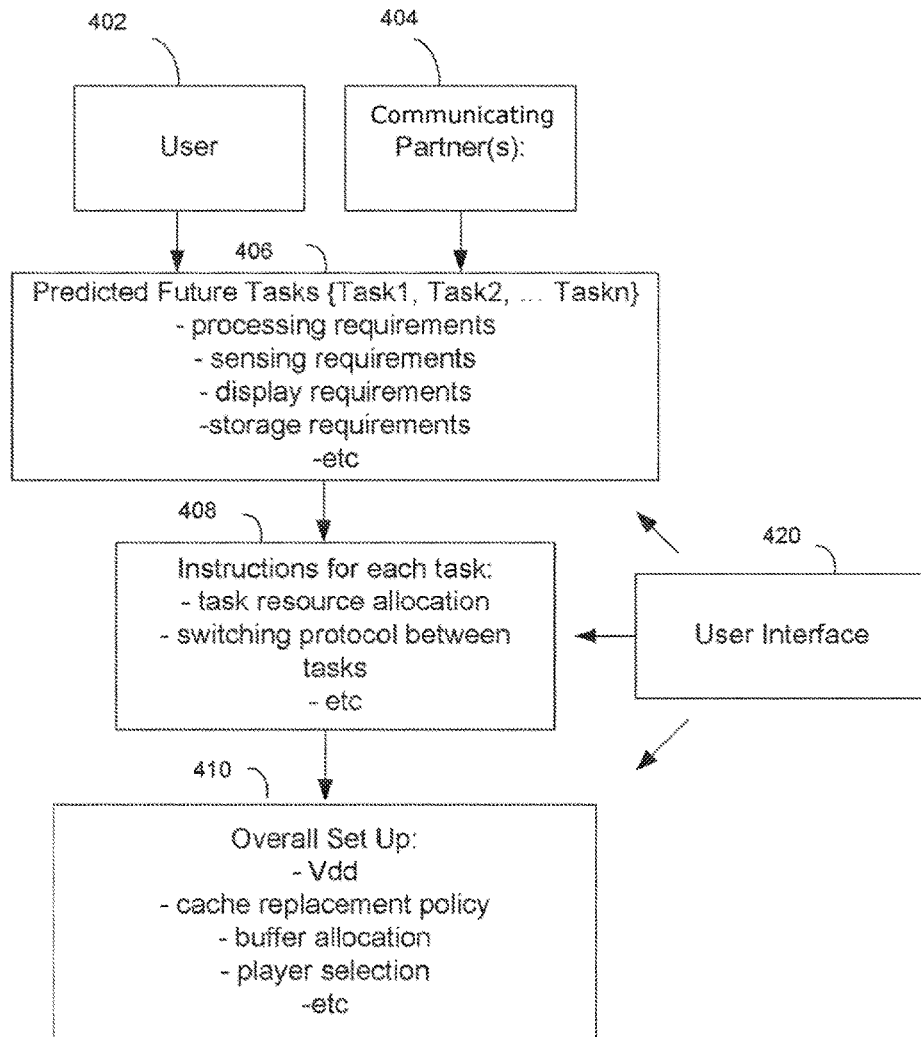 402
404
User
Communicating
Partner(s):
406
Predicted Future Tasks {Task1, Task2, ... Taskn}
- processing requirements
- sensing requirements
- display requirements
-storage requirements
-etc
408
Instructions for each task:
- task resource allocation
- switching protocol between
tasks
- etc
420
User Interface
410
Overall Set Up:
- Vdd
- cache replacement policy
- buffer allocation
- player selection
-etc